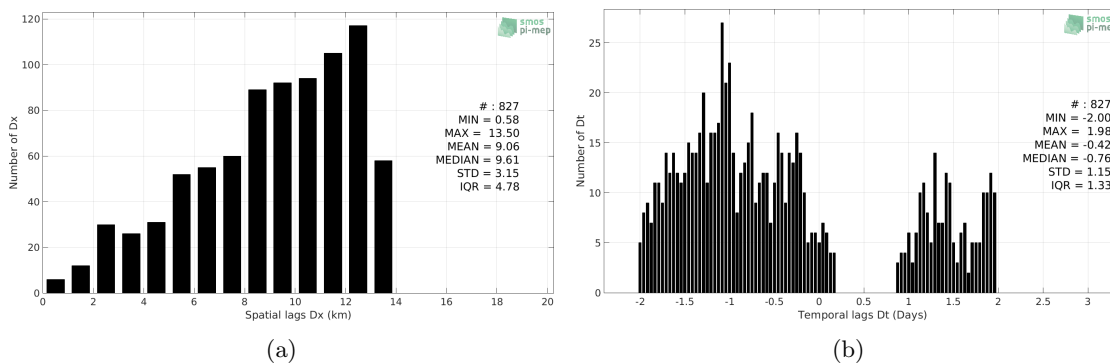 120
100
80
60
40
20
0
Number of Dx
smos
pi-mep
# : 827
MIN = 0.58
MAX = 13.50
MEAN = 9.06
MEDIAN = 9.61
STD = 3.15
IQR = 4.78
0 2 4 6 8 10 12 14 16 18 20
Spatial lags Dx (km)
(a)
25
20
15
10
5
0
Number of Dt
smos
pi-mep
# : 827
MIN = -2.00
MAX = 1.98
MEAN = -0.42
MEDIAN = -0.76
STD = 1.15
IQR = 1.33
-2 -1.5 -1 -0.5 0 0.5 1 1.5 2 2.5 3
Temporal lags Dt (Days)
(b)